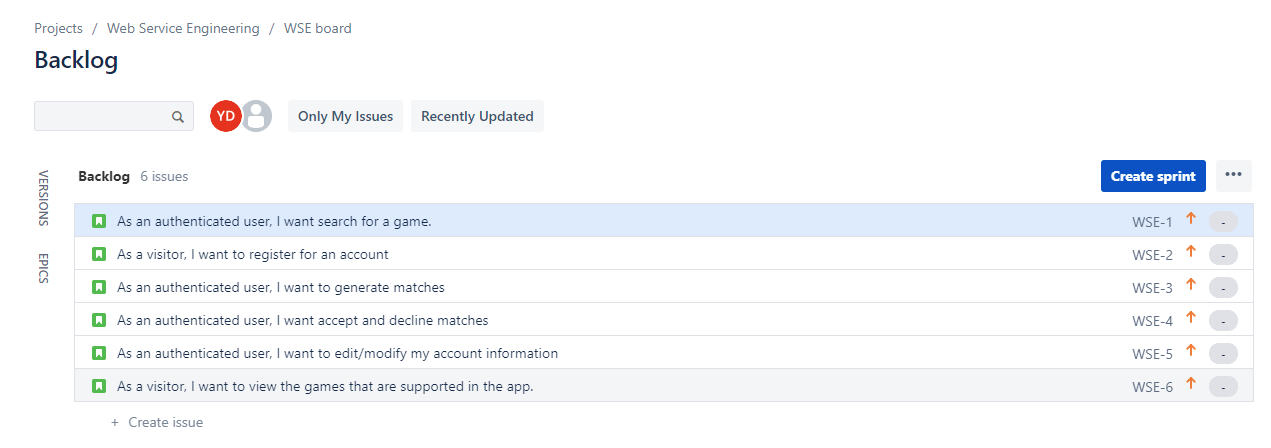 Projects / Web Service Engineering / WSE board
Backlog
YD Only My Issues Recently Updated
VERSIONS
EPICS
Backlog 6 issues Create sprint •••
As an authenticated user, I want search for a game. WSE-1 -
As a visitor, I want to register for an account WSE-2 -
As an authenticated user, I want to generate matches WSE-3 -
As an authenticated user, I want accept and decline matches WSE-4 -
As an authenticated user, I want to edit/modify my account information WSE-5 -
As a visitor, I want to view the games that are supported in the app. WSE-6 -
+ Create issue